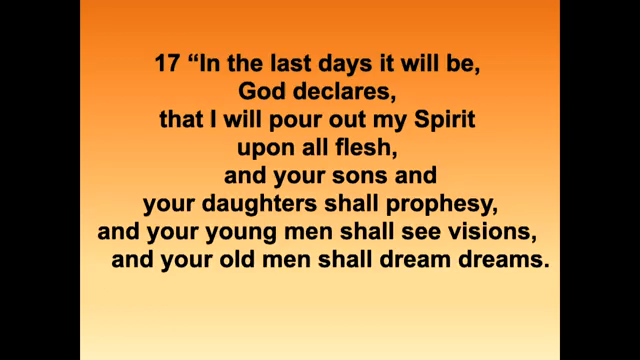 17 “In the last days it will be,
God declares,
that I will pour out my Spirit
upon all flesh,
and your sons and
your daughters shall prophesy,
and your young men shall see visions,
and your old men shall dream dreams.